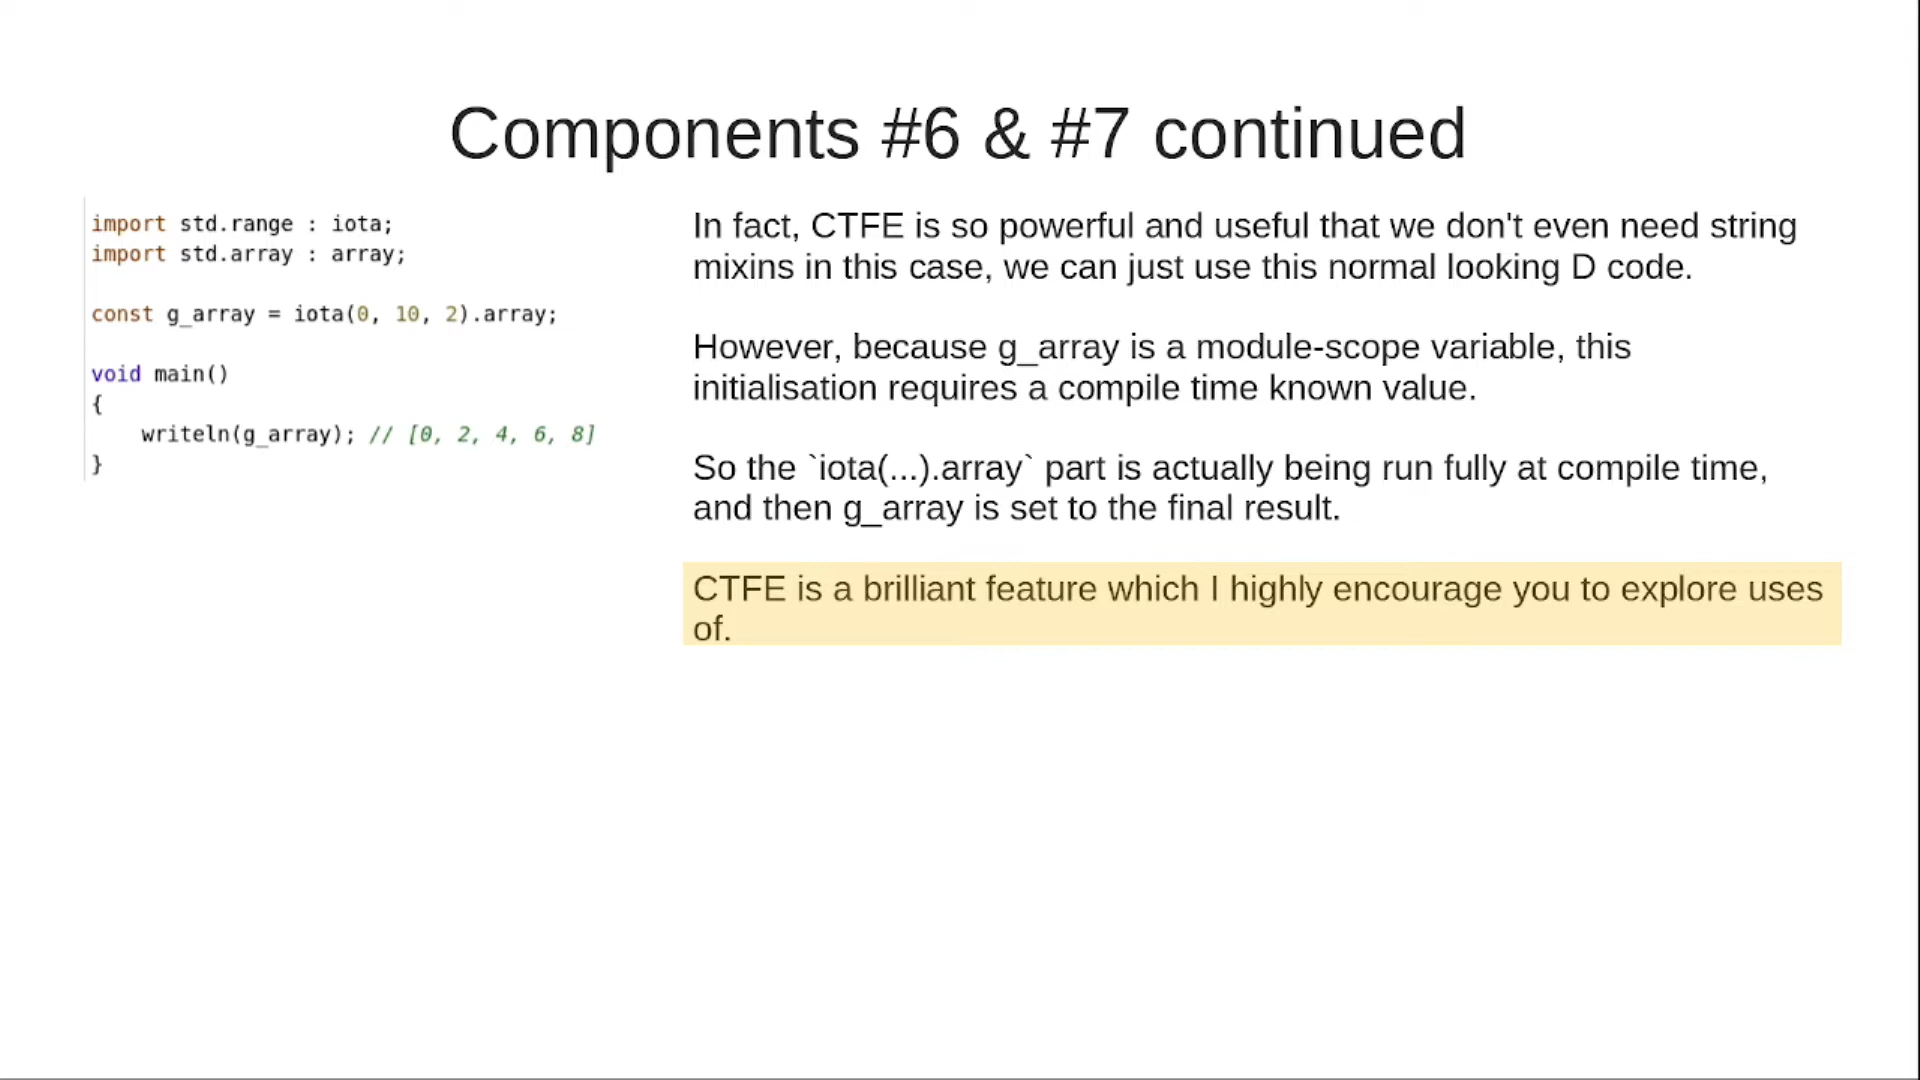 Components #6 & #7 continued
import std.range : iota;
import std.array : array;
const g_array = iota(0, 10, 2).array;
void main()
{
    writeln(g_array); // [0, 2, 4, 6, 8]
}
In fact, CTFE is so powerful and useful that we don't even need string
mixins in this case, we can just use this normal looking D code.
However, because g_array is a module-scope variable, this
initialisation requires a compile time known value.
So the `iota(...).array` part is actually being run fully at compile time,
and then g_array is set to the final result.
CTFE is a brilliant feature which I highly encourage you to explore uses
of.